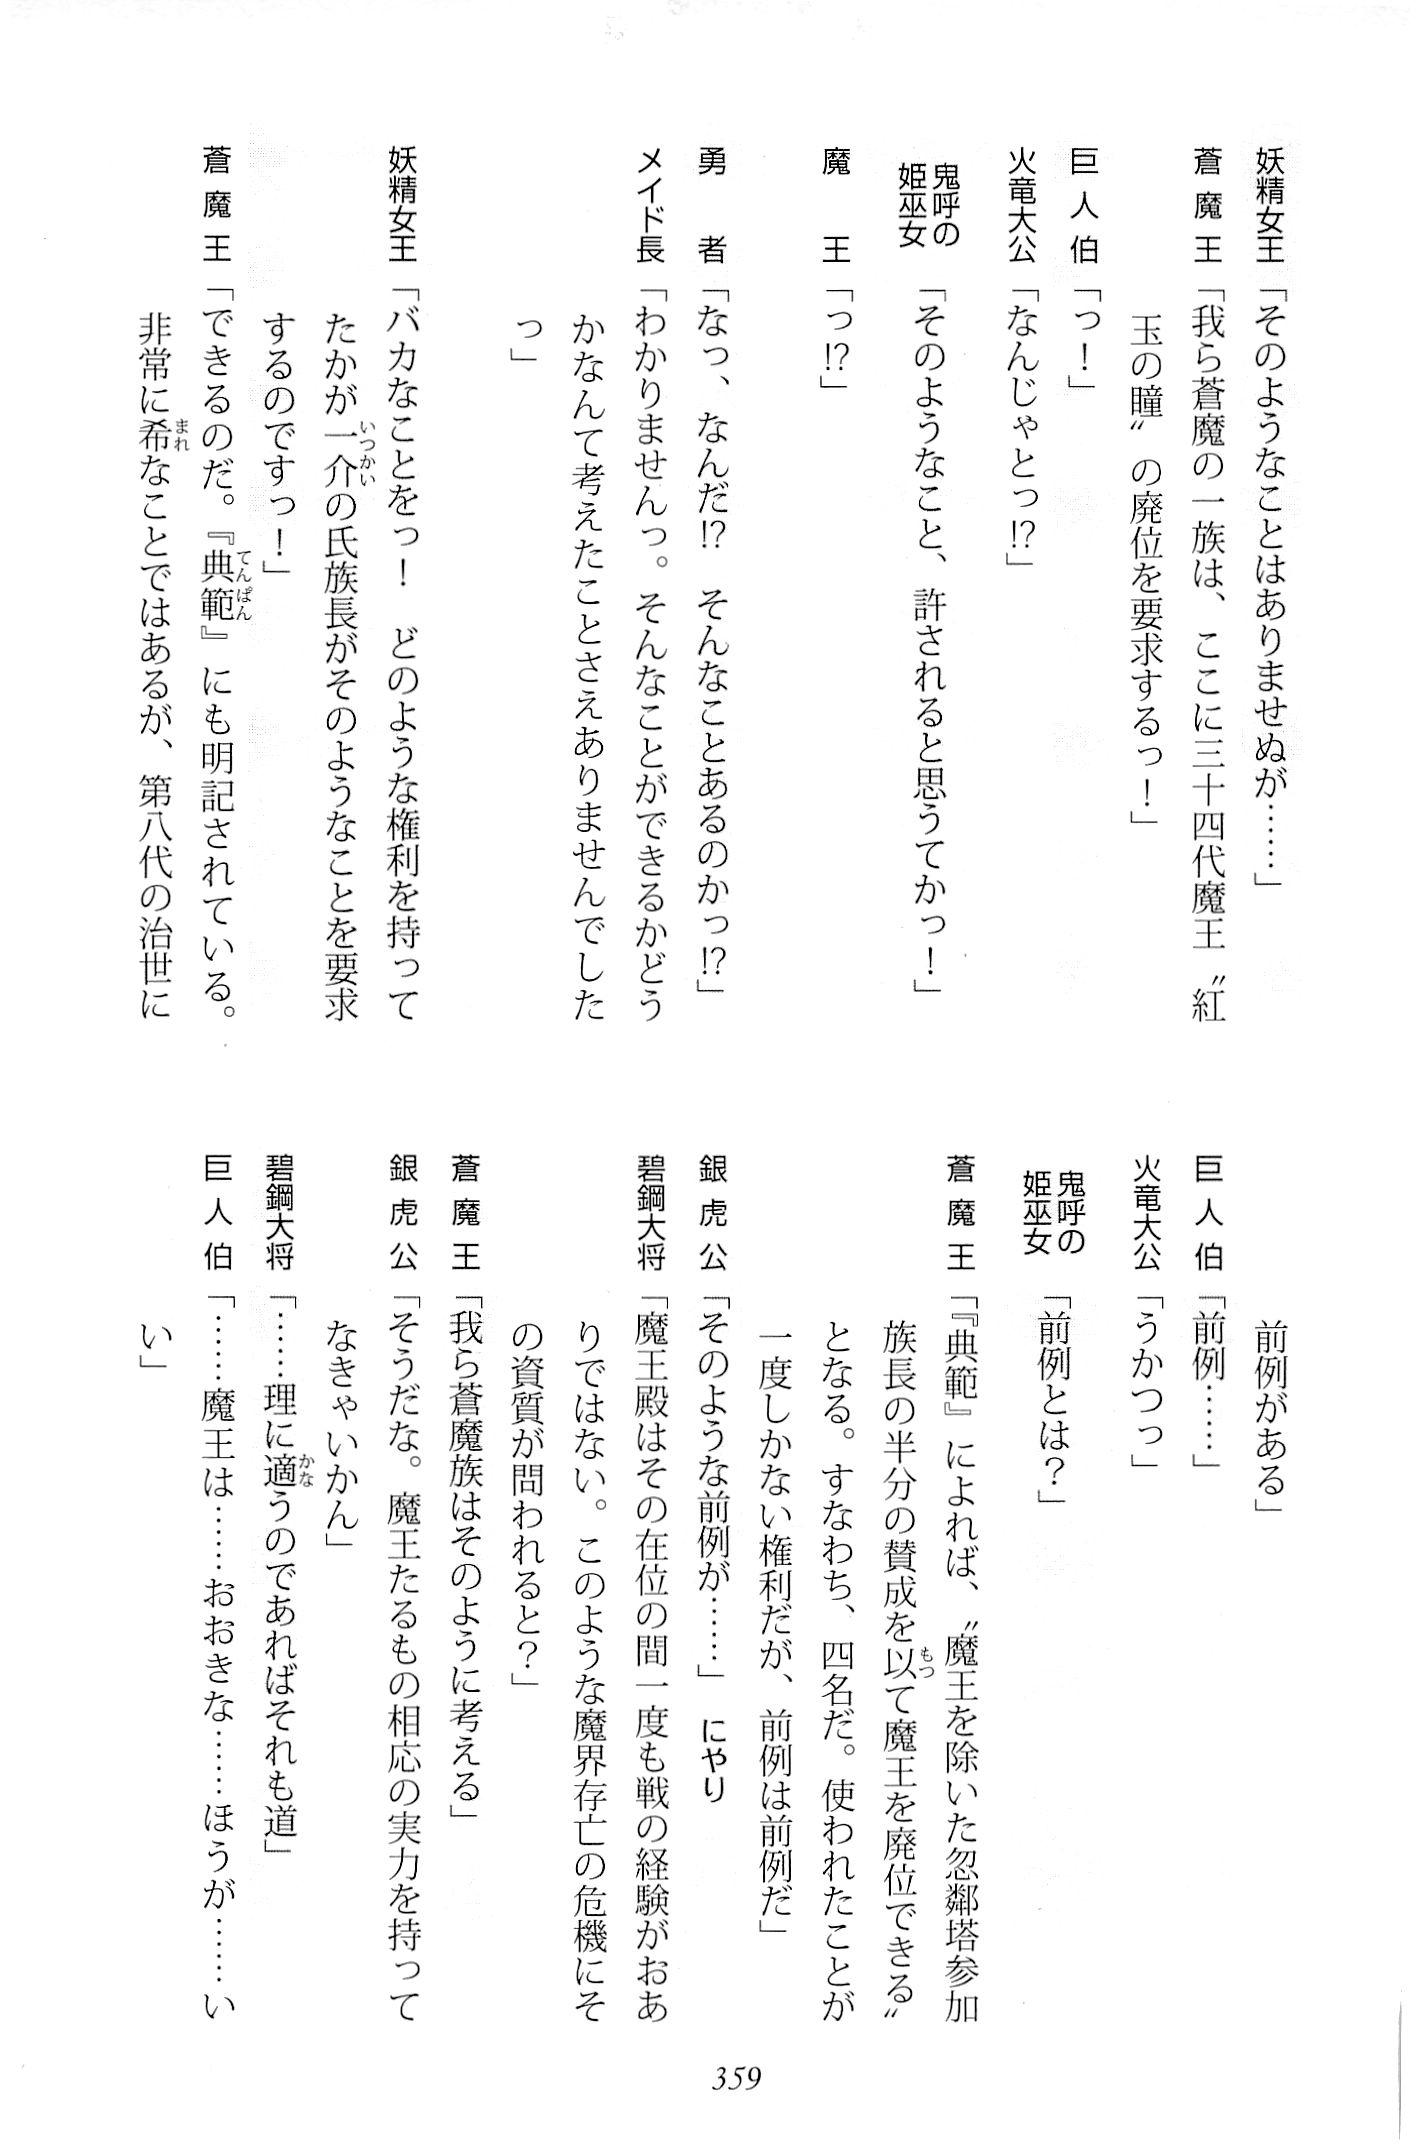 妖精女王「そのようなことはありませぬが……」
蒼魔王「我ら蒼魔の一族は、ここに三十四代魔王〝紅
玉の瞳〟の廃位を要求するっ！」
巨人伯「っ！」
火竜大公「なんじゃとっ!?」
鬼呼の姫巫女「そのようなこと、許されると思うてかっ！」
魔王「っ!?」
勇者「なっ、なんだ!?　そんなことあるのかっ!?」
メイド長「わかりませんっ。そんなことができるかどう
かなんて考えたことさえありませんでした
っ」
妖精女王「バカなことをっ！　どのような権利を持って
たかが一介の氏族長がそのようなことを要求
するのですっ！」
蒼魔王「できるのだ。『典範』にも明記されている。
非常に希なことではあるが、第八代の治世に
前例がある」
巨人伯「前例……」
火竜大公「うかつっ」
鬼呼の姫巫女「前例とは？」
蒼魔王「『典範』によれば、〝魔王を除いた忽鄰塔参加
族長の半分の賛成を以て魔王を廃位できる〟
となる。すなわち、四名だ。使われたことが
一度しかない権利だが、前例は前例だ」
銀虎公「そのような前例が……」にやり
碧鋼大将「魔王殿はその在位の間一度も戦の経験がおあ
りではない。このような魔界存亡の危機にそ
の資質が問われると？」
蒼魔王「我ら蒼魔族はそのように考える」
銀虎公「そうだな。魔王たるもの相応の実力を持って
なきゃいかん」
碧鋼大将「……理に適うのであればそれも道」
巨人伯「……魔王は……おおきな……ほうが……い
い」
359